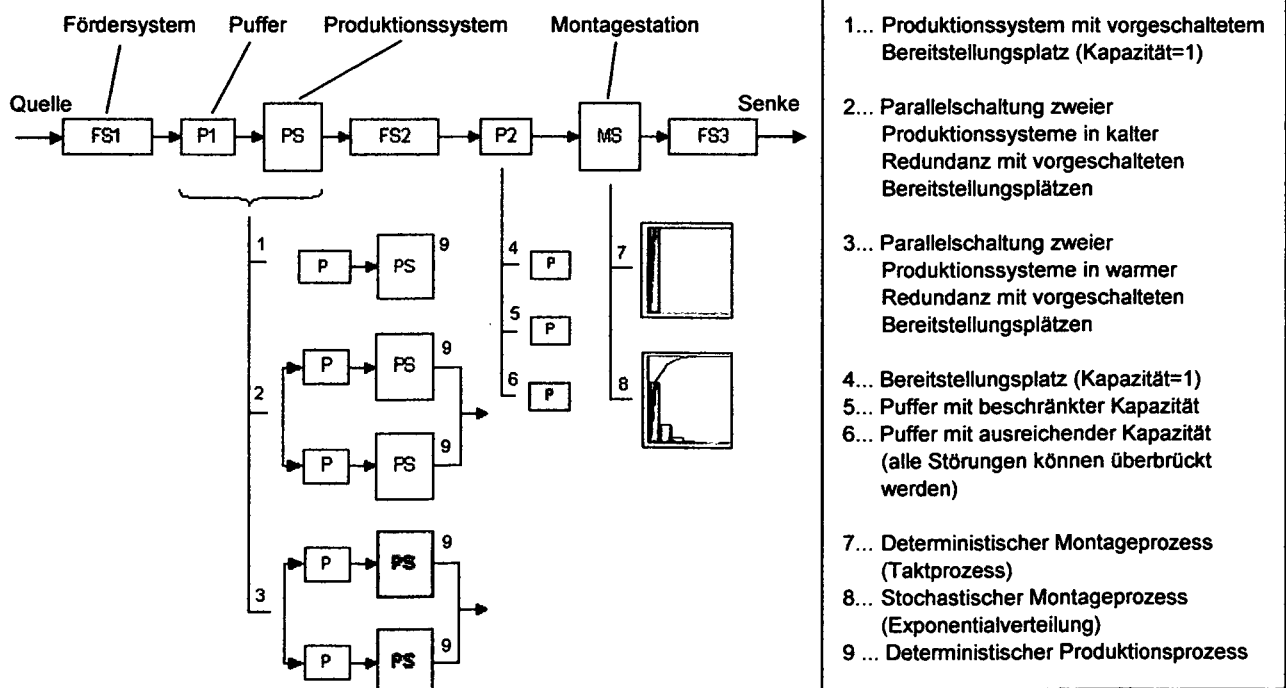 Fördersystem Puffer Produktionssystem Montagestation
Quelle Senke
FS1 P1 PS FS2 P2 MS FS3
1 P PS 9
2 P PS 9
P PS 9
3 P PS 9
P PS 9
4 P
5 P
6 P
7
8
1... Produktionssystem mit vorgeschaltetem
Bereitstellungsplatz (Kapazität=1)
2... Parallelschaltung zweier
Produktionssysteme in kalter
Redundanz mit vorgeschalteten
Bereitstellungsplätzen
3... Parallelschaltung zweier
Produktionssysteme in warmer
Redundanz mit vorgeschalteten
Bereitstellungsplätzen
4... Bereitstellungsplatz (Kapazität=1)
5... Puffer mit beschränkter Kapazität
6... Puffer mit ausreichender Kapazität
(alle Störungen können überbrückt
werden)
7... Deterministischer Montageprozess
(Taktprozess)
8... Stochastischer Montageprozess
(Exponentialverteilung)
9 ... Deterministischer Produktionsprozess